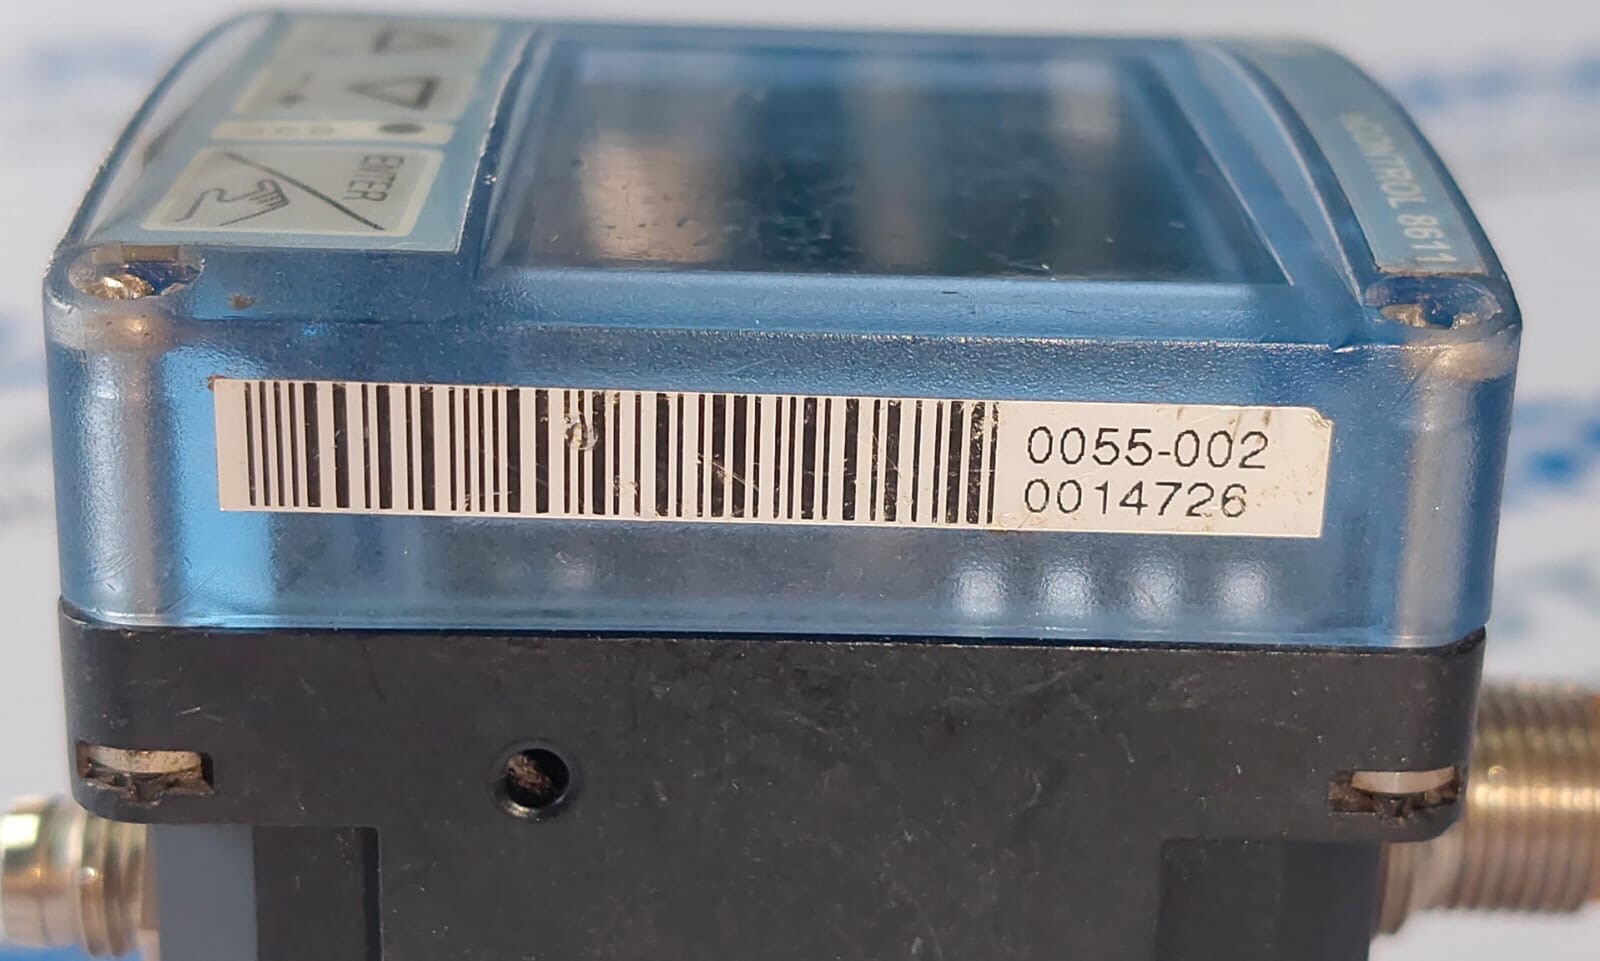 ENTER
CONTROL 8611
0055-002
0014726